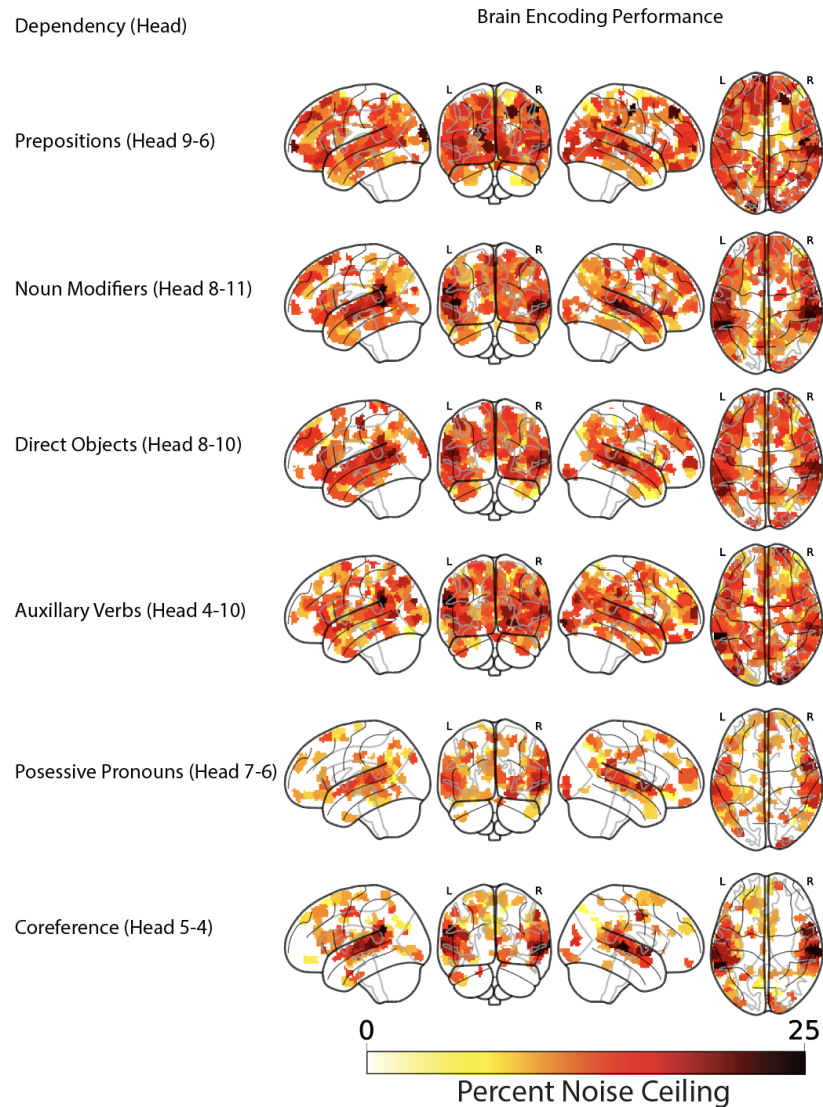 Dependency (Head)
Brain Encoding Performance
L R L R
Prepositions (Head 9-6)
L R L R
Noun Modifiers (Head 8-11)
L R L R
Direct Objects (Head 8-10)
L R L R
Auxillary Verbs (Head 4-10)
L R L R
Posessive Pronouns (Head 7-6)
L R L R
Coreference (Head 5-4)
0 25
Percent Noise Ceiling